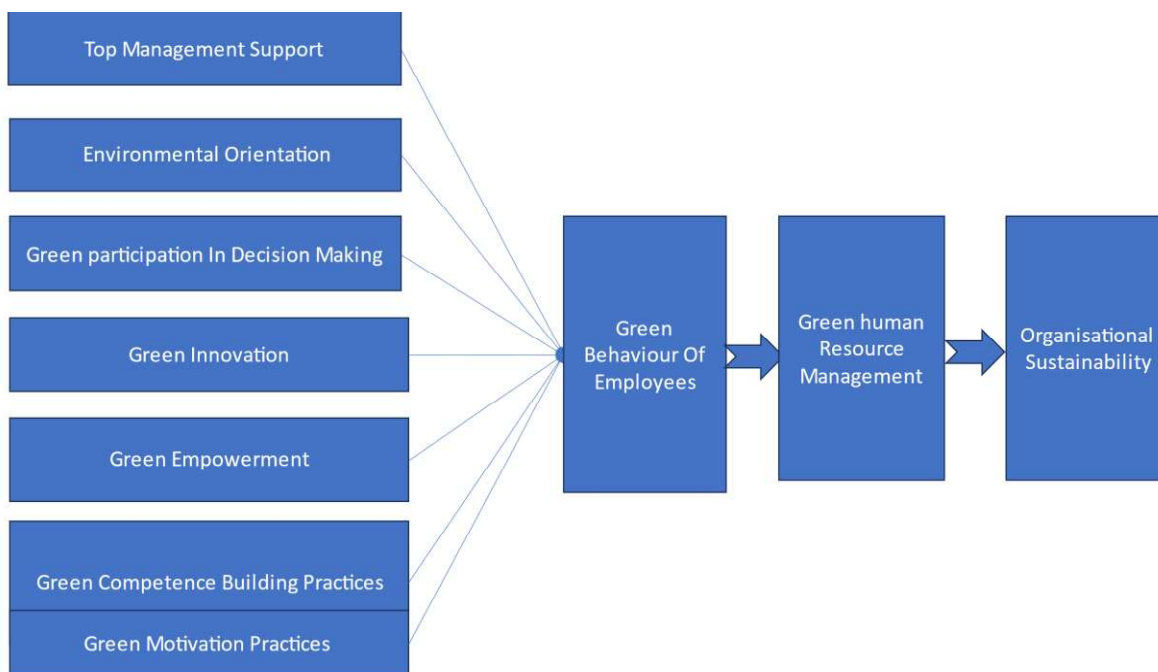 Top Management Support
Environmental Orientation
Green participation In Decision Making
Green Innovation
Green Empowerment
Green Competence Building Practices
Green Motivation Practices
Green
Behaviour Of
Employees
Green human
Resource
Management
Organisational
Sustainability